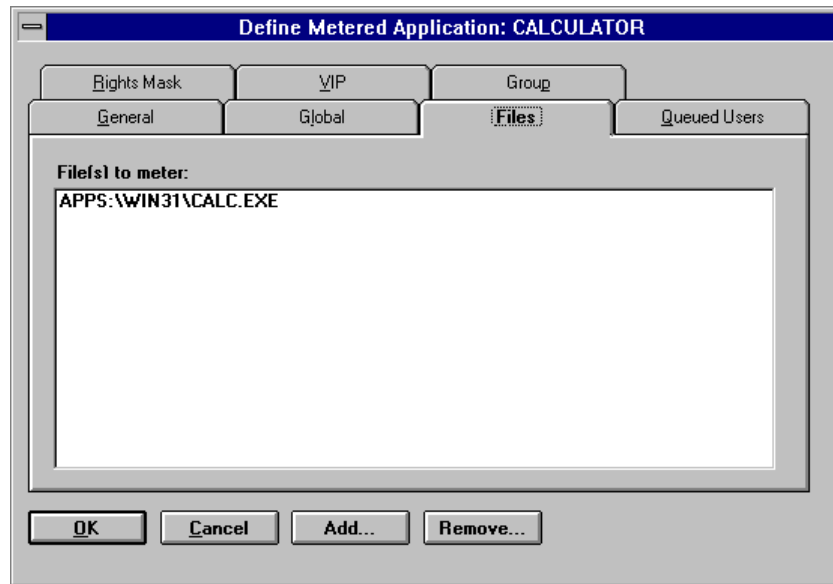 Define Metered Application: CALCULATOR
Rights Mask VIP Group
General Global Files Queued Users
File(s) to meter:
APPS:\WIN31\CALC.EXE
OK Cancel Add... Remove...